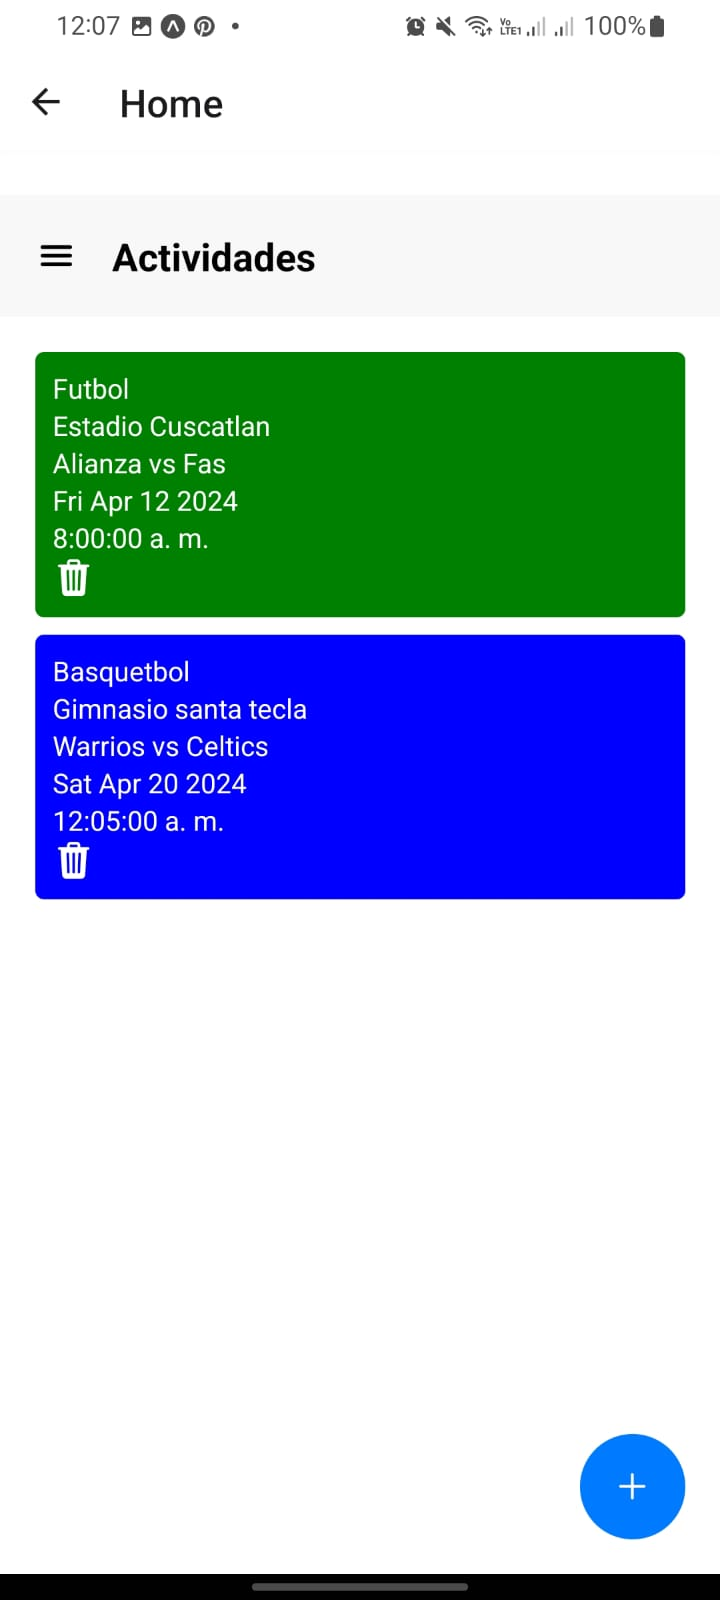 12:07 100%
Home
Actividades
Futbol
Estadio Cuscatlan
Alianza vs Fas
Fri Apr 12 2024
8:00:00 a. m.
Basquetbol
Gimnasio santa tecla
Warrios vs Celtics
Sat Apr 20 2024
12:05:00 a. m.